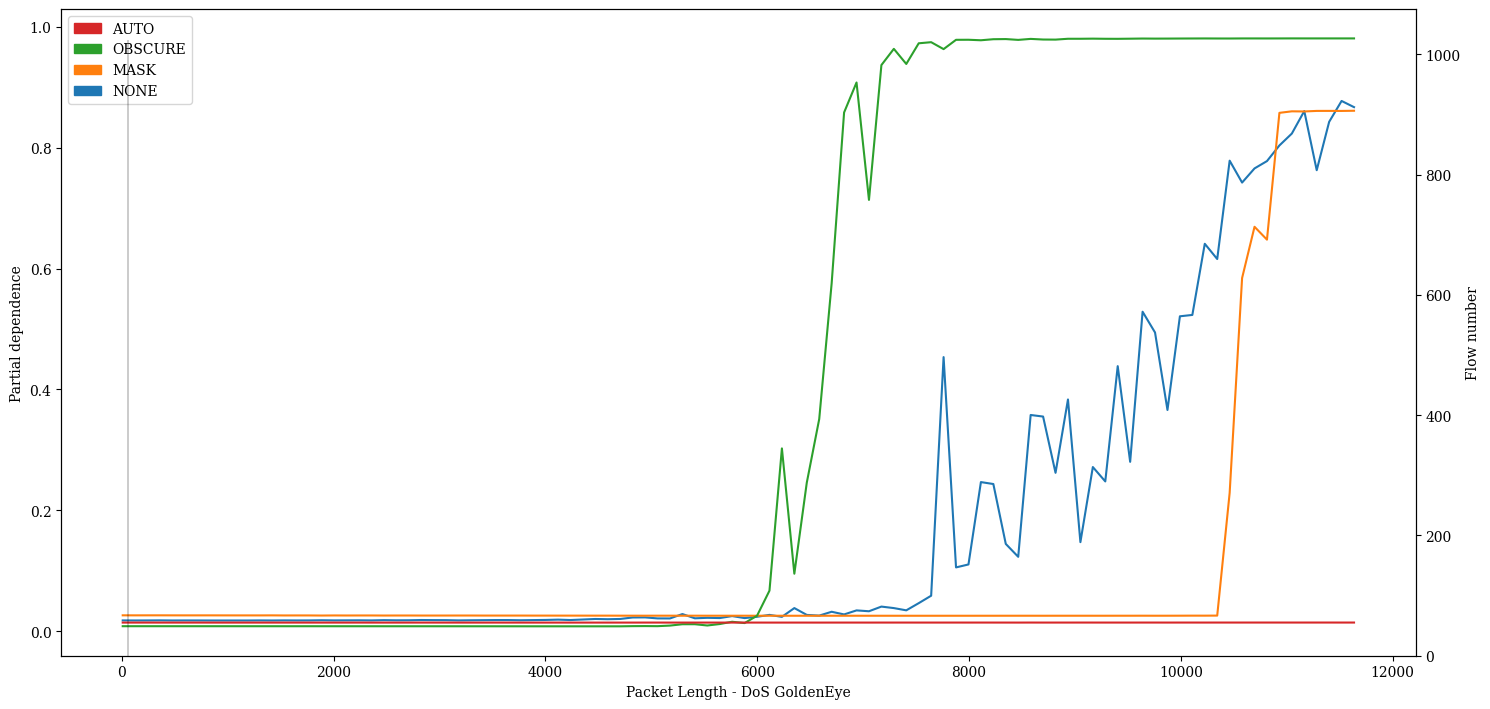 AUTO
OBSCURE
MASK
NONE
1.0
0.8
0.6
0.4
0.2
0.0
Partial dependence
1000
800
600
400
200
0
Flow number
0 2000 4000 6000 8000 10000 12000
Packet Length - DoS GoldenEye